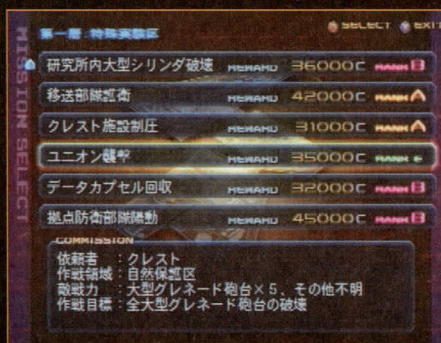 SELECT EXIT
第一層 特殊実験区
MISSION SELECT
研究所内大型シリンダ破壊 REWARD 36000C RANK B
移送部隊護衛 REWARD 42000C RANK A
クレスト施設制圧 REWARD 31000C RANK A
ユニオン襲撃 REWARD 35000C RANK E
データカプセル回収 REWARD 32000C RANK B
拠点防衛部隊陽動 REWARD 45000C RANK B
COMMISSION
依頼者 :クレスト
作戦領域:自然保護区
敵戦力 :大型グレネード砲台×5、その他不明
作戦目標:全大型グレネード砲台の破壊